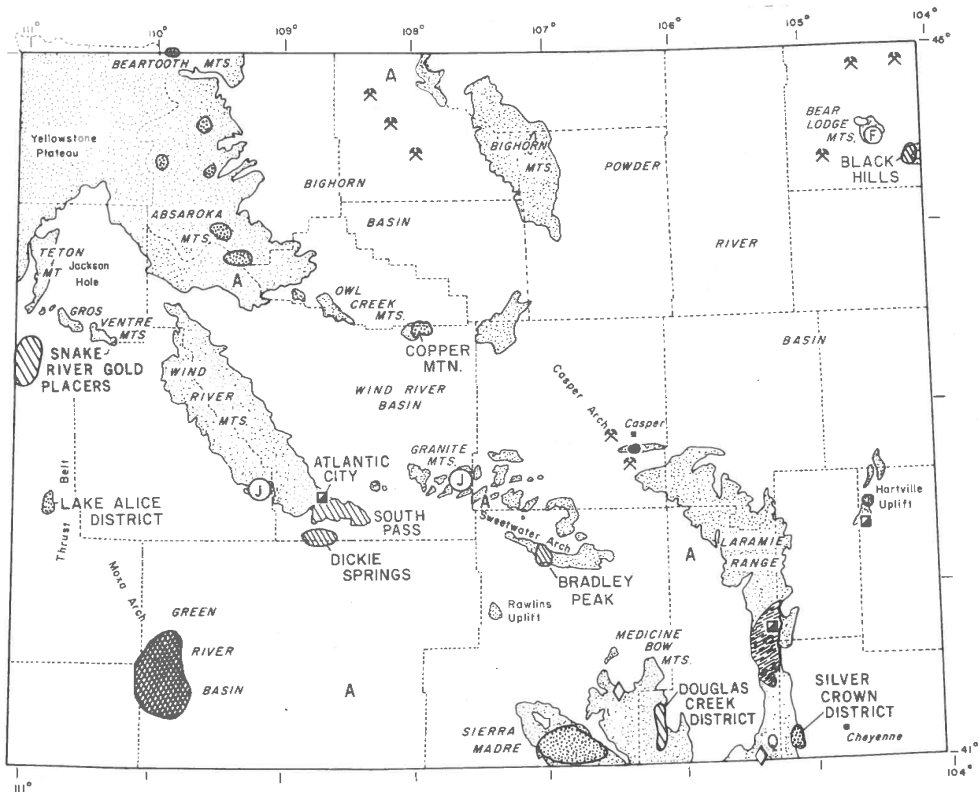 111° 109° 108° 107° 106° 105° 104°
45°
BEARTOOTH MTS.
A
BEAR
LODGE
MTS.
F
Yellowstone
Plateau
BIGHORN
MTS.
BLACK
HILLS
POWDER
BIGHORN
ABSAROKA
MTS.
BASIN
RIVER
TETON
MT
Jackson
Hole
A
OWL
CREEK
MTS.
GROS
VENTRE
MTS
COPPER
MTN.
BASIN
SNAKE
RIVER GOLD
PLACERS
WIND
RIVER
MTS.
WIND RIVER
BASIN
Casper Arch
Casper
GRANITE
MTS.
ATLANTIC
CITY
J
J
A
Thrust Belt
LAKE ALICE
DISTRICT
SOUTH
PASS
Sweetwater Arch
Hartville
Uplift
DICKIE
SPRINGS
LARAMIE
RANGE
A
BRADLEY
PEAK
Moxa Arch
GREEN
RIVER
BASIN
Rawlins
Uplift
MEDICINE
BOW
MTS.
A
DOUGLAS
CREEK
DISTRICT
SILVER
CROWN
DISTRICT
SIERRA
MADRE
Q
Cheyenne
41°
111° 110° 109° 108° 107° 106° 105° 104°